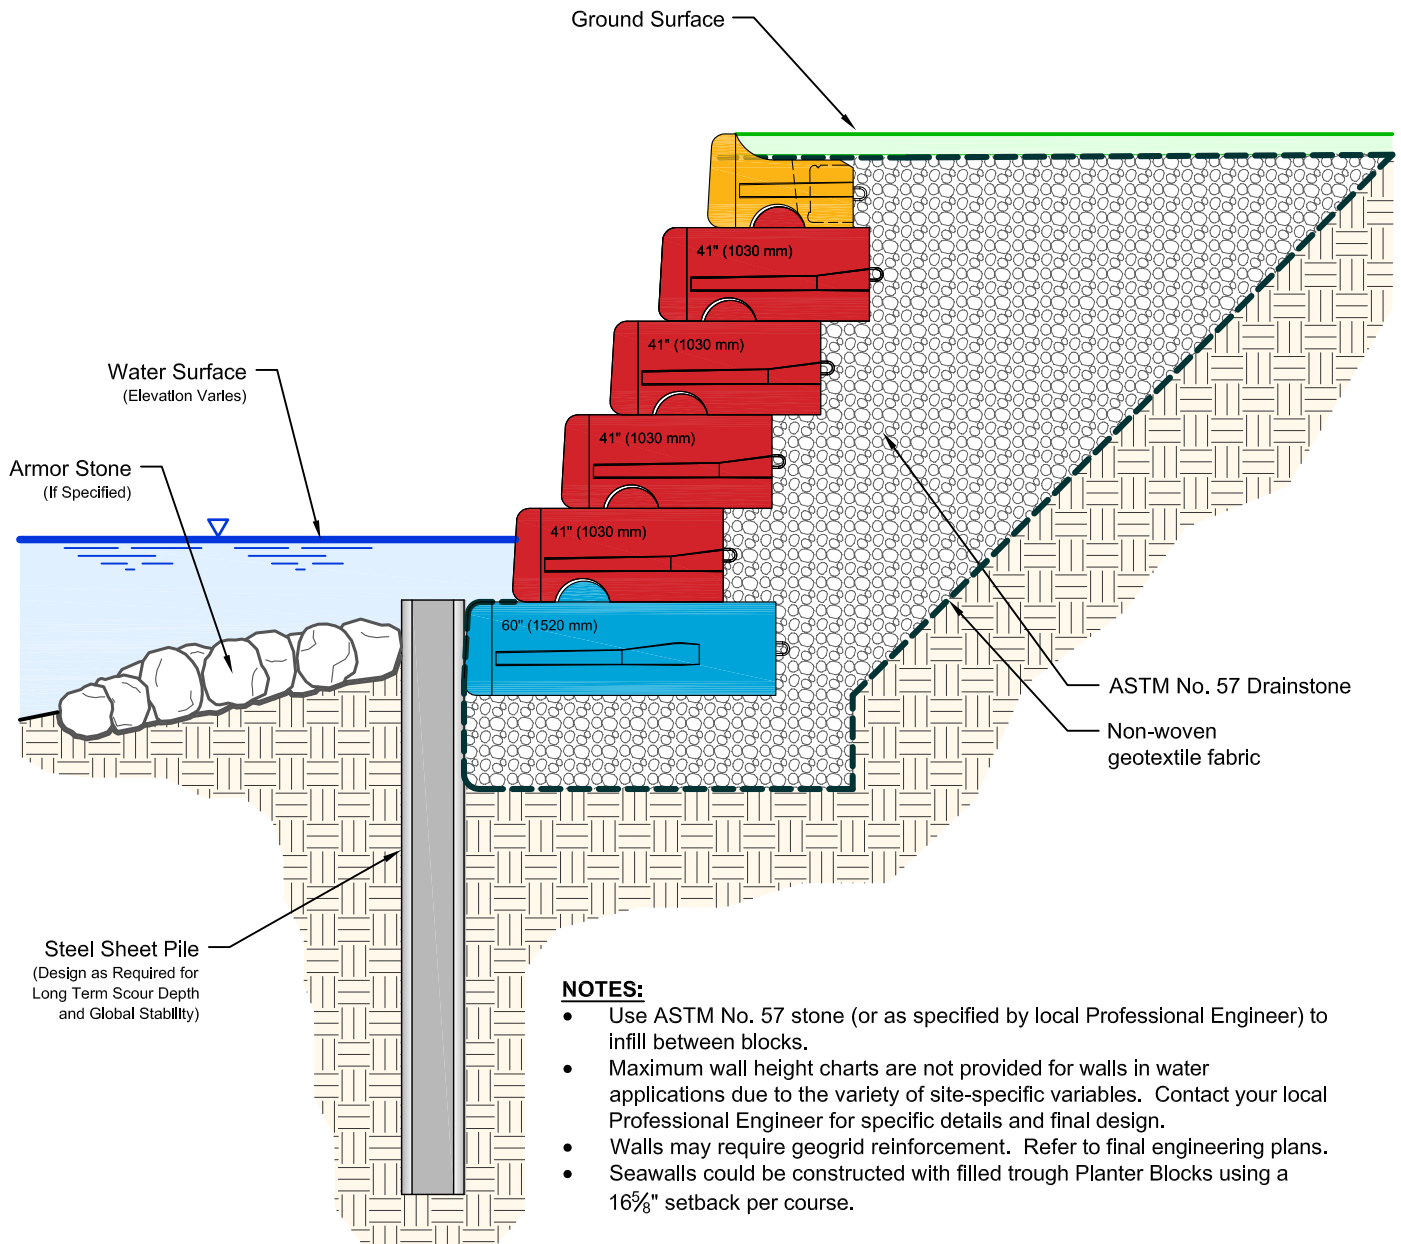 Ground Surface
41" (1030 mm)
41" (1030 mm)
Water Surface
(Elevation Varies)
41" (1030 mm)
Armor Stone
(If Specified)
41" (1030 mm)
60" (1520 mm)
ASTM No. 57 Drainstone
Non-woven
geotextile fabric
Steel Sheet Pile
(Design as Required for
Long Term Scour Depth
and Global Stability)
NOTES:
• Use ASTM No. 57 stone (or as specified by local Professional Engineer) to
infill between blocks.
• Maximum wall height charts are not provided for walls in water
applications due to the variety of site-specific variables. Contact your local
Professional Engineer for specific details and final design.
• Walls may require geogrid reinforcement. Refer to final engineering plans.
• Seawalls could be constructed with filled trough Planter Blocks using a
16⅝" setback per course.